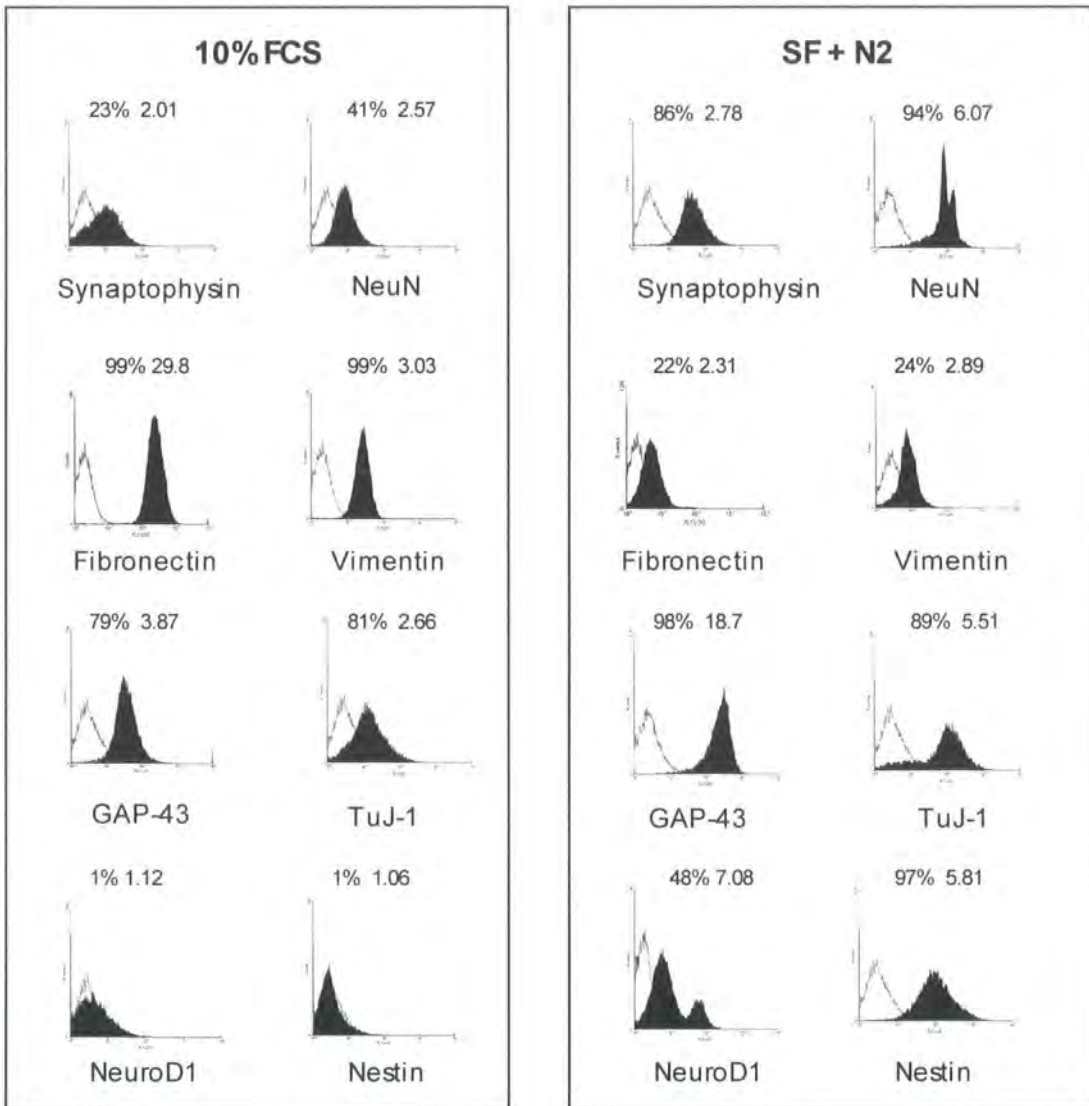 10% FCS
23% 2.01
41% 2.57
Synaptophysin
NeuN
99% 29.8
99% 3.03
Fibronectin
Vimentin
79% 3.87
81% 2.66
GAP-43
TuJ-1
1% 1.12
1% 1.06
NeuroD1
Nestin
SF + N2
86% 2.78
94% 6.07
Synaptophysin
NeuN
22% 2.31
24% 2.89
Fibronectin
Vimentin
98% 18.7
89% 5.51
GAP-43
TuJ-1
48% 7.08
97% 5.81
NeuroD1
Nestin